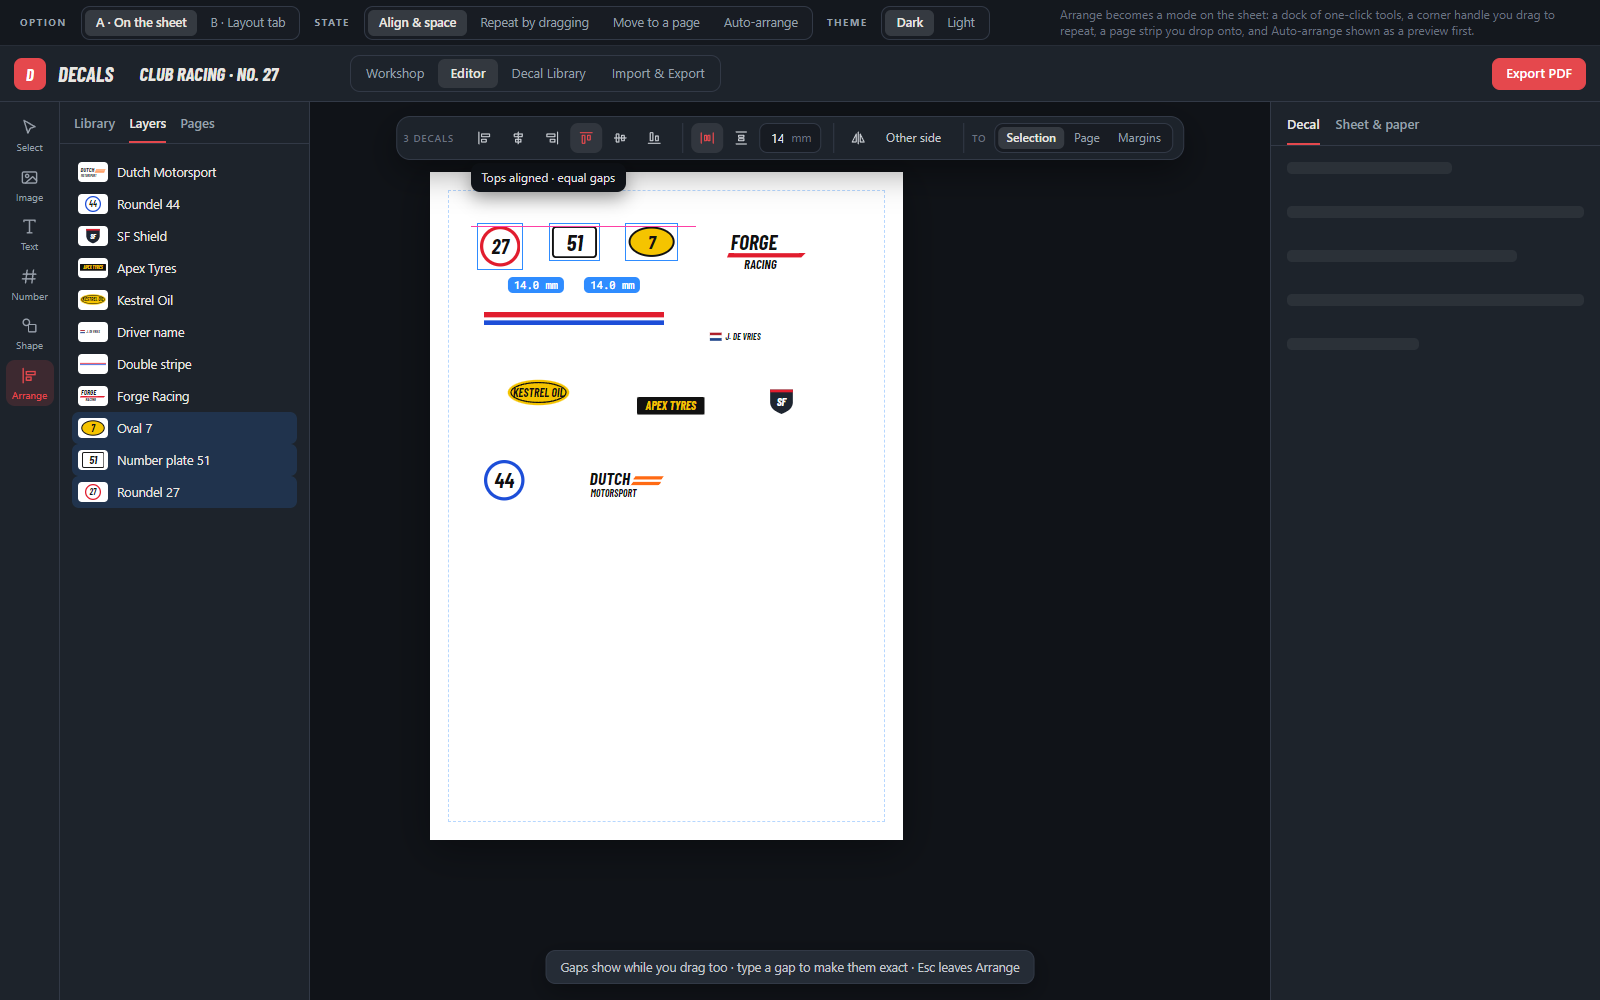 OPTION A · On the sheet B · Layout tab STATE Align & space Repeat by dragging Move to a page Auto-arrange THEME Dark Light
Arrange becomes a mode on the sheet: a dock of one-click tools, a corner handle you drag to
repeat, a page strip you drop onto, and Auto-arrange shown as a preview first.
D DECALS CLUB RACING · NO. 27 Workshop Editor Decal Library Import & Export Export PDF
Select
Image
Text
Number
Shape
Arrange
Library Layers Pages
Dutch Motorsport
Roundel 44
SF Shield
Apex Tyres
Kestrel Oil
Driver name
Double stripe
Forge Racing
Oval 7
Number plate 51
Roundel 27
3 DECALS 14 mm Other side TO Selection Page Margins
Tops aligned · equal gaps
27 51 7 FORGE
RACING
14.0 mm 14.0 mm
J. DE VRIES
KESTREL OIL
APEX TYRES
SF
44 DUTCH
MOTORSPORT
Gaps show while you drag too · type a gap to make them exact · Esc leaves Arrange
Decal Sheet & paper